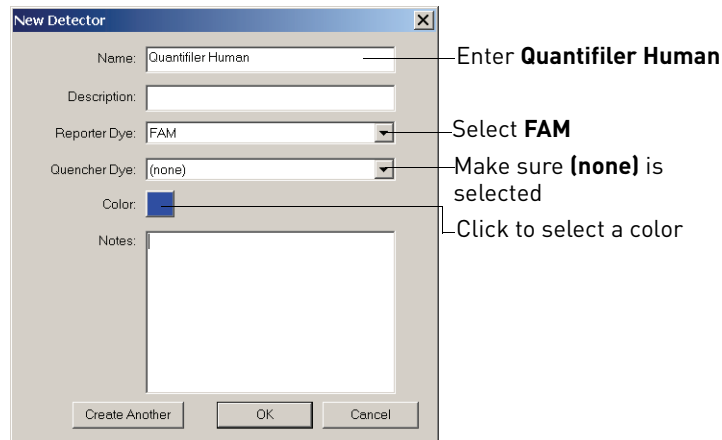 New Detector
Name: Quantifiler Human Enter Quantifiler Human
Description:
Reporter Dye: FAM Select FAM
Quencher Dye: (none) Make sure (none) is
selected
Color: Click to select a color
Notes:
Create Another OK Cancel